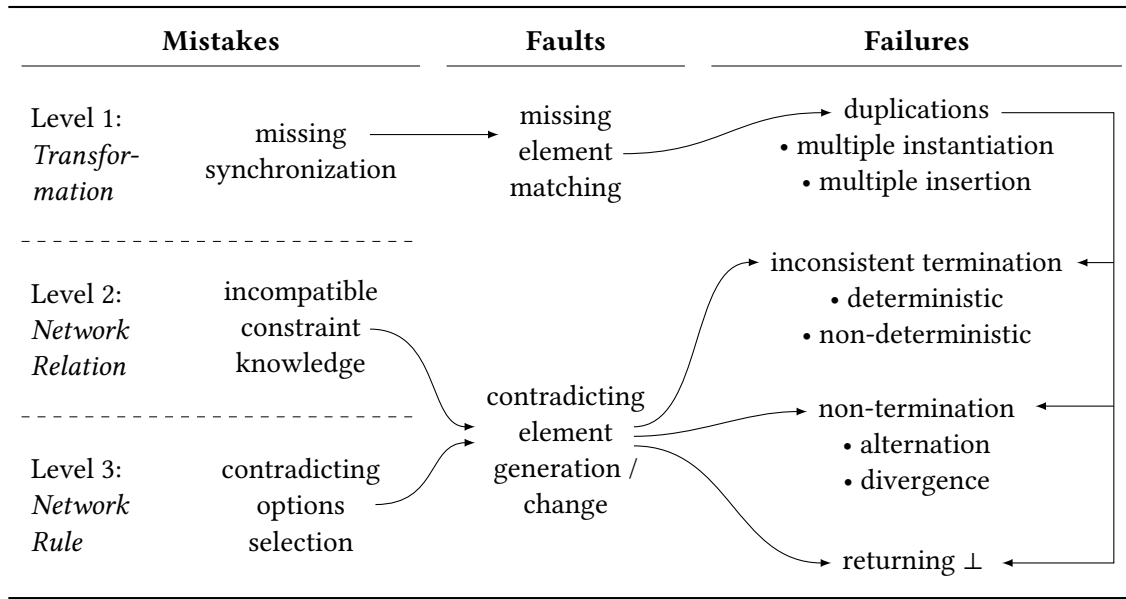 Mistakes
Faults
Failures
Level 1:
Transfor-
mation
missing
synchronization
missing
element
matching
duplications
• multiple instantiation
• multiple insertion
Level 2:
Network
Relation
incompatible
constraint
knowledge
inconsistent termination
• deterministic
• non-deterministic
contradicting
element
generation /
change
non-termination
• alternation
• divergence
Level 3:
Network
Rule
contradicting
options
selection
returning ⊥